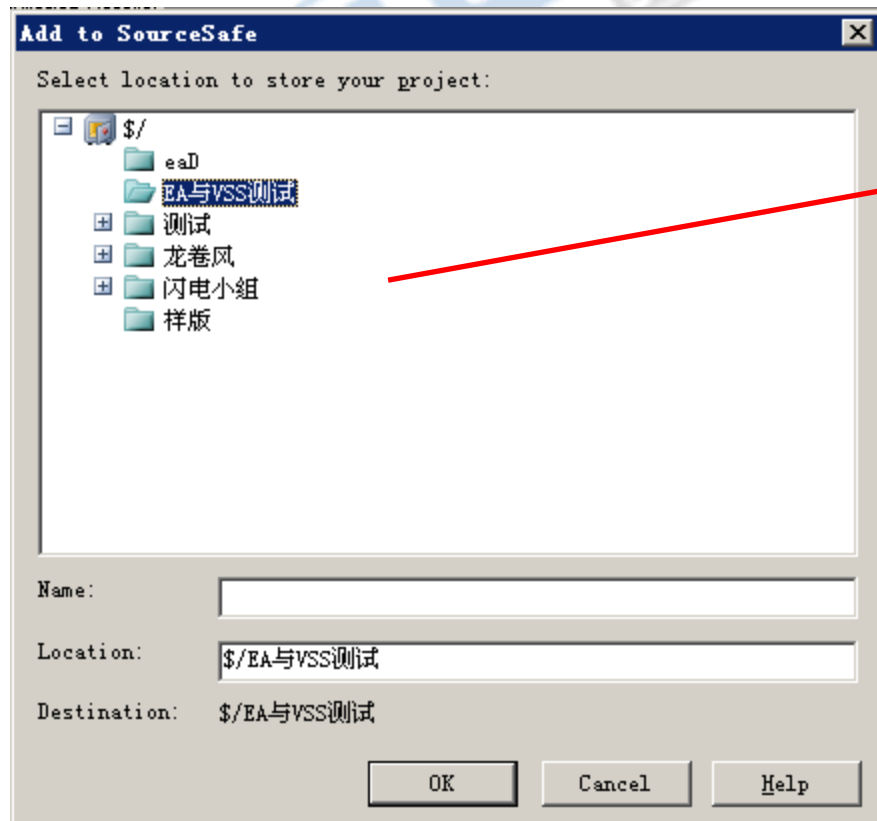 Add to SourceSafe
Select location to store your project:
$/
eaD
EA与VSS测试
测试
龙卷风
闪电小组
样版
Name:
Location: $/EA与VSS测试
Destination: $/EA与VSS测试
OK Cancel Help